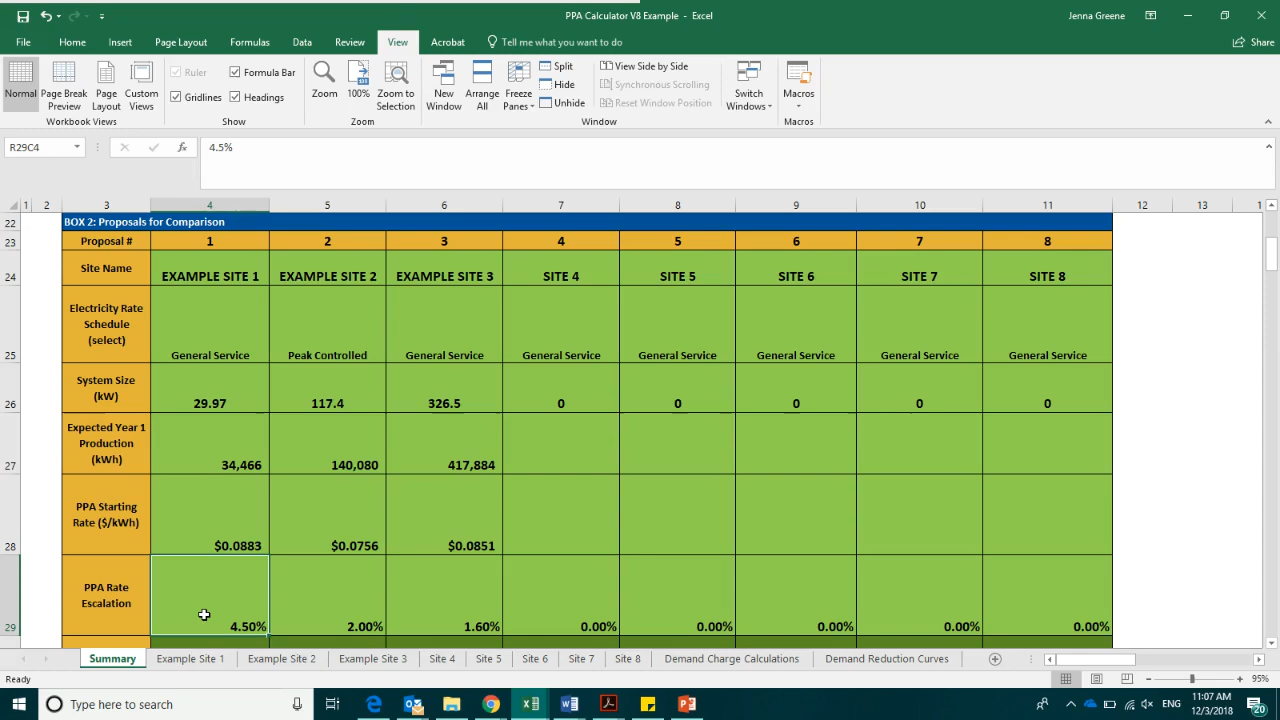 PPA Calculator V8 Example - Excel
Jenna Greene
File Home Insert Page Layout Formulas Data Review View Acrobat Tell me what you want to do Share
Normal
Page Break Preview
Page Layout
Custom Views
Workbook Views
Ruler
Formula Bar
Gridlines
Headings
Show
Zoom
100%
Zoom to Selection
Zoom
New Window
Arrange All
Freeze Panes
Split
Hide
Unhide
View Side by Side
Synchronous Scrolling
Reset Window Position
Window
Switch Windows
Macros
Macros
R29C4
fx
4.5%
1 2 3 4 5 6 7 8 9 10 11 12 13 1
22 BOX 2: Proposals for Comparison
23 Proposal # 1 2 3 4 5 6 7 8
24 Site Name EXAMPLE SITE 1 EXAMPLE SITE 2 EXAMPLE SITE 3 SITE 4 SITE 5 SITE 6 SITE 7 SITE 8
Electricity Rate
Schedule
(select)
25 General Service Peak Controlled General Service General Service General Service General Service General Service General Service
System Size
(kW)
26 29.97 117.4 326.5 0 0 0 0 0
Expected Year 1
Production
(kWh)
27 34,466 140,080 417,884
PPA Starting
Rate ($/kWh)
28 $0.0883 $0.0756 $0.0851
PPA Rate
Escalation
29 4.50% 2.00% 1.60% 0.00% 0.00% 0.00% 0.00% 0.00%
Summary Example Site 1 Example Site 2 Example Site 3 Site 4 Site 5 Site 6 Site 7 Site 8 Demand Charge Calculations Demand Reduction Curves
95%
Type here to search
ENG
11:07 AM
12/3/2018
20